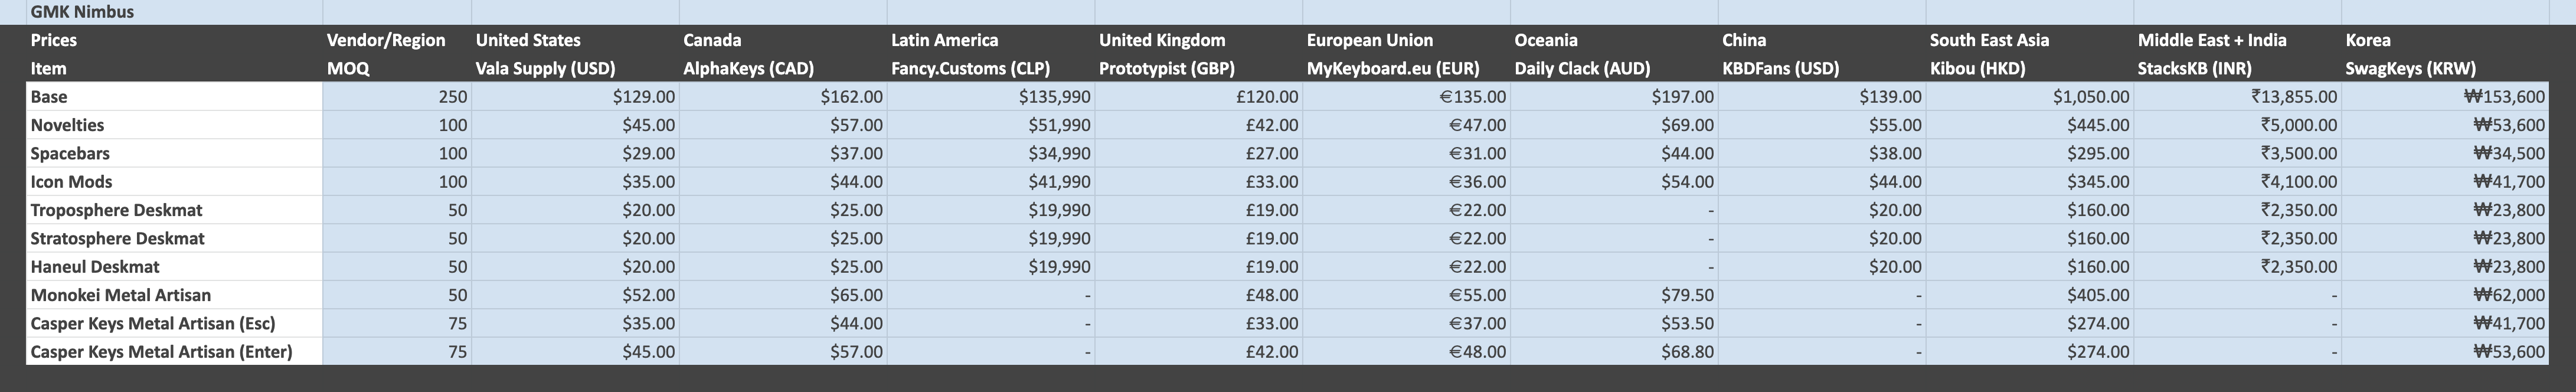 GMK Nimbus
Prices Vendor/Region United States Canada Latin America United Kingdom European Union Oceania China South East Asia Middle East + India Korea
Item MOQ Vala Supply (USD) AlphaKeys (CAD) Fancy.Customs (CLP) Prototypist (GBP) MyKeyboard.eu (EUR) Daily Clack (AUD) KBDFans (USD) Kibou (HKD) StacksKB (INR) SwagKeys (KRW)
Base 250 $129.00 $162.00 $135,990 £120.00 €135.00 $197.00 $139.00 $1,050.00 ₹13,855.00 ₩153,600
Novelties 100 $45.00 $57.00 $51,990 £42.00 €47.00 $69.00 $55.00 $445.00 ₹5,000.00 ₩53,600
Spacebars 100 $29.00 $37.00 $34,990 £27.00 €31.00 $44.00 $38.00 $295.00 ₹3,500.00 ₩34,500
Icon Mods 100 $35.00 $44.00 $41,990 £33.00 €36.00 $54.00 $44.00 $345.00 ₹4,100.00 ₩41,700
Troposphere Deskmat 50 $20.00 $25.00 $19,990 £19.00 €22.00 - $20.00 $160.00 ₹2,350.00 ₩23,800
Stratosphere Deskmat 50 $20.00 $25.00 $19,990 £19.00 €22.00 - $20.00 $160.00 ₹2,350.00 ₩23,800
Haneul Deskmat 50 $20.00 $25.00 $19,990 £19.00 €22.00 - $20.00 $160.00 ₹2,350.00 ₩23,800
Monokei Metal Artisan 50 $52.00 $65.00 - £48.00 €55.00 $79.50 - $405.00 - ₩62,000
Casper Keys Metal Artisan (Esc) 75 $35.00 $44.00 - £33.00 €37.00 $53.50 - $274.00 - ₩41,700
Casper Keys Metal Artisan (Enter) 75 $45.00 $57.00 - £42.00 €48.00 $68.80 - $274.00 - ₩53,600